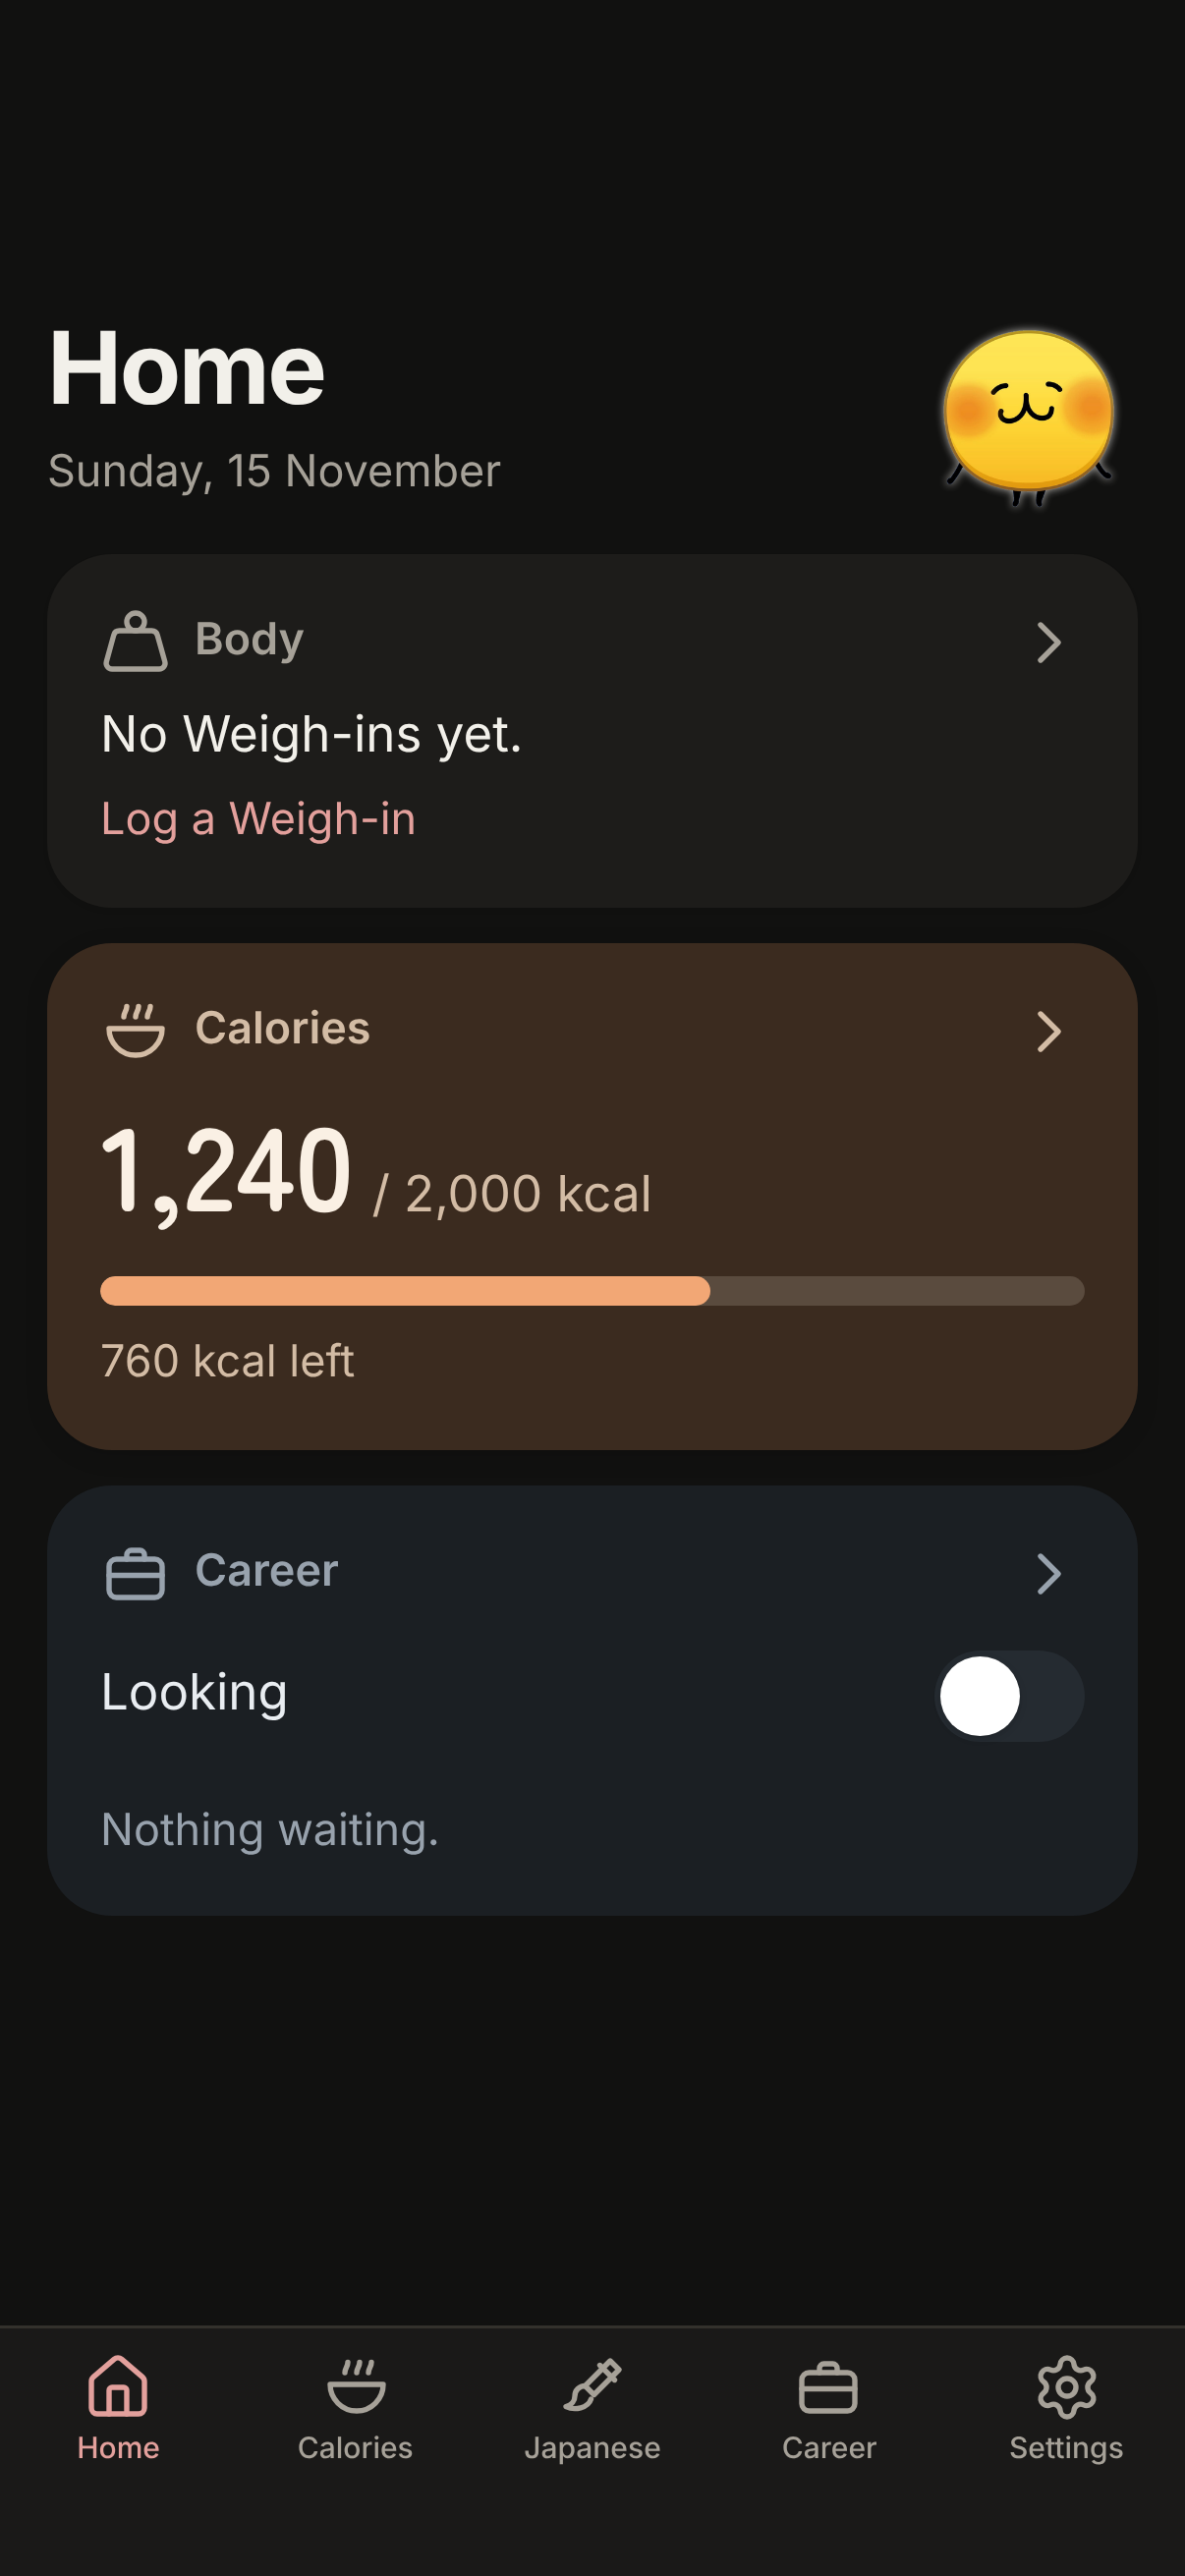 Home
Sunday, 15 November
Body
No Weigh-ins yet.
Log a Weigh-in
Calories
1,240 / 2,000 kcal
760 kcal left
Career
Looking
Nothing waiting.
Home
Calories
Japanese
Career
Settings